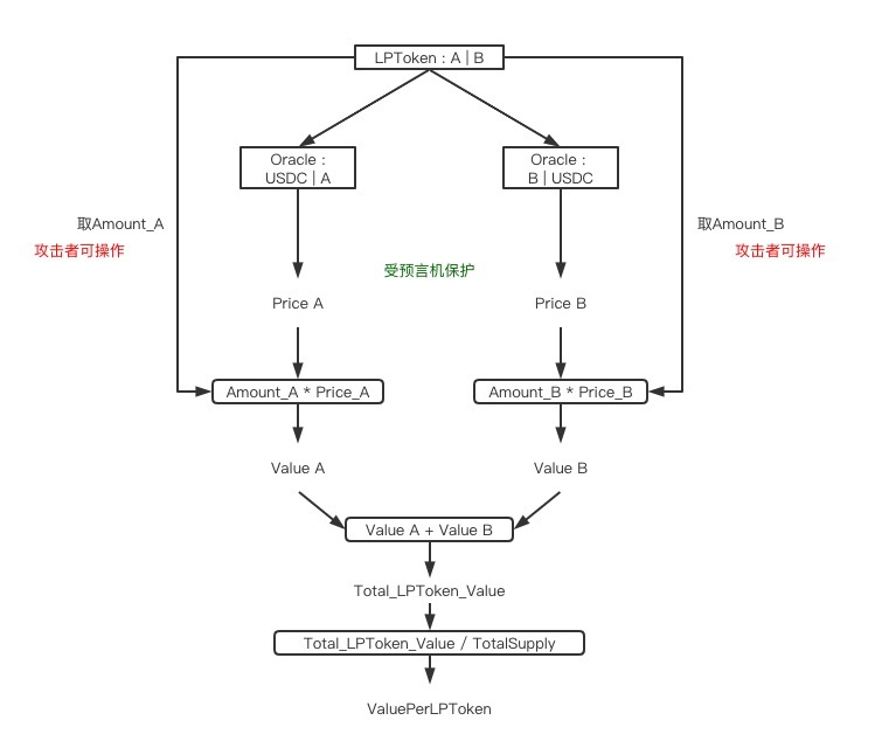 LPToken : A | B
Oracle :
USDC | A
Oracle :
B | USDC
取Amount_A
攻击者可操作
取Amount_B
攻击者可操作
受预言机保护
Price A
Price B
Amount_A * Price_A
Amount_B * Price_B
Value A
Value B
Value A + Value B
Total_LPToken_Value
Total_LPToken_Value / TotalSupply
ValuePerLPToken